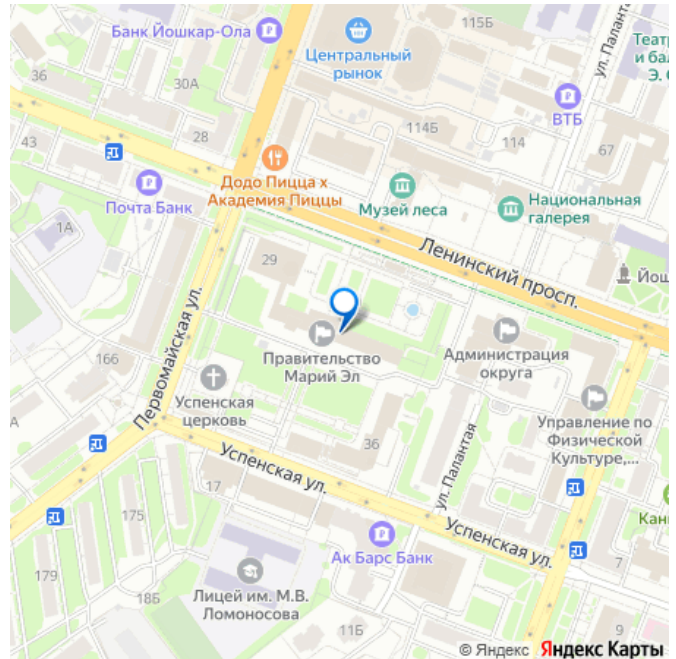 Банк Йошкар-Ола
115Б
ул. Палантая
Теат
и ба
Э. С
36
30А
Центральный
рынок
ВТБ
43
28
114Б
114
67
Додо Пицца х
Академия Пиццы
Почта Банк
Музей леса
Национальная
галерея
1А
Ленинский просп.
Йош
29
Первомайская ул.
166
Правительство
Марий Эл
Администрация
округа
Успенская
церковь
А
Управление по
Физической
Культуре,...
36
ул. Палантая
Успенская ул.
17
Кан
175
Ак Барс Банк
Успенская ул.
7
179
18Б
Лицей им. М.В.
Ломоносова
11Б
9
© Яндекс Яндекс Карты